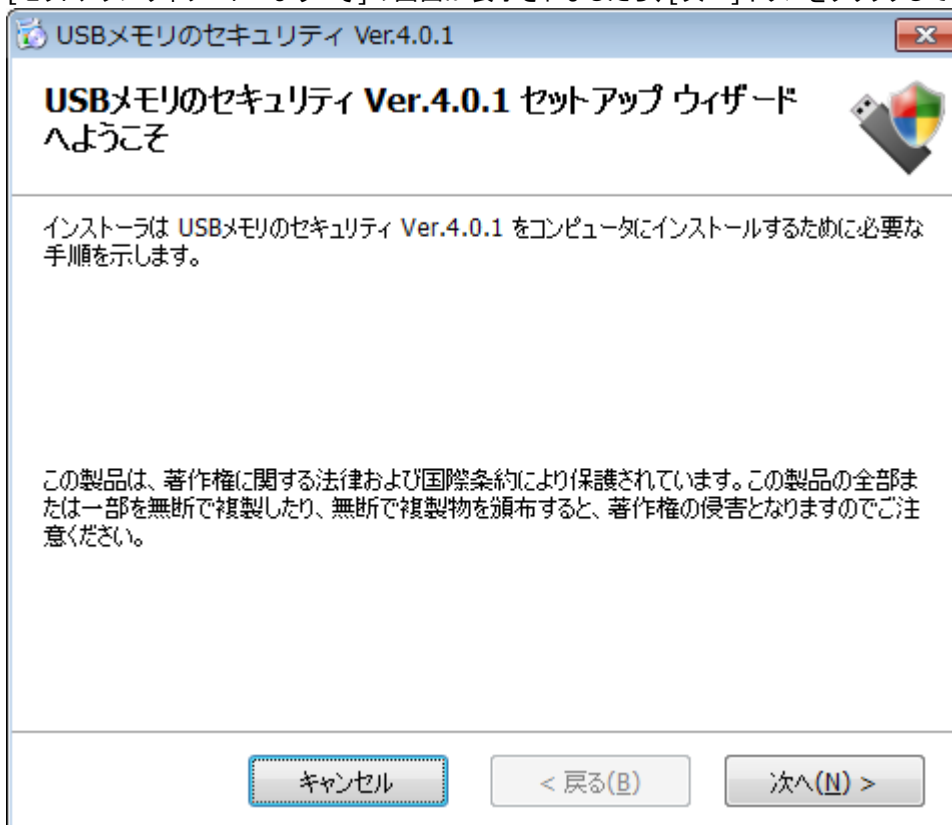 USBメモリのセキュリティ Ver.4.0.1
USBメモリのセキュリティ Ver.4.0.1 セットアップ ウィザード
へようこそ
インストーラは USBメモリのセキュリティ Ver.4.0.1 をコンピュータにインストールするために必要な
手順を示します。
この製品は、著作権に関する法律および国際条約により保護されています。この製品の全部ま
たは一部を無断で複製したり、無断で複製物を頒布すると、著作権の侵害となりますのでご注
意ください。
キャンセル
< 戻る(B)
次へ(N) >